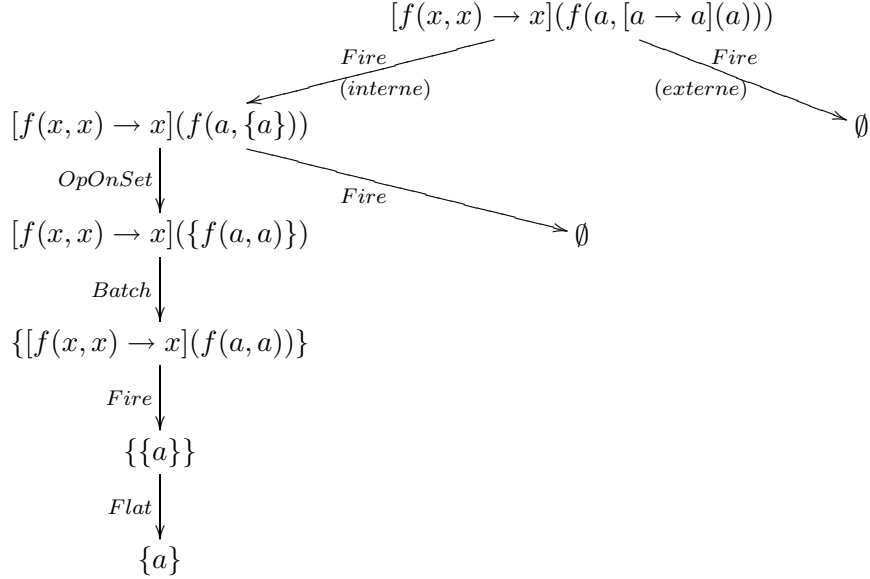 [f(x, x) → x](f(a, [a → a](a)))
Fire Fire
(interne) (externe)
[f(x, x) → x](f(a, {a})) ∅
OpOnSet Fire
[f(x, x) → x]({f(a, a)}) ∅
Batch
{[f(x, x) → x](f(a, a))}
Fire
{{a}}
Flat
{a}